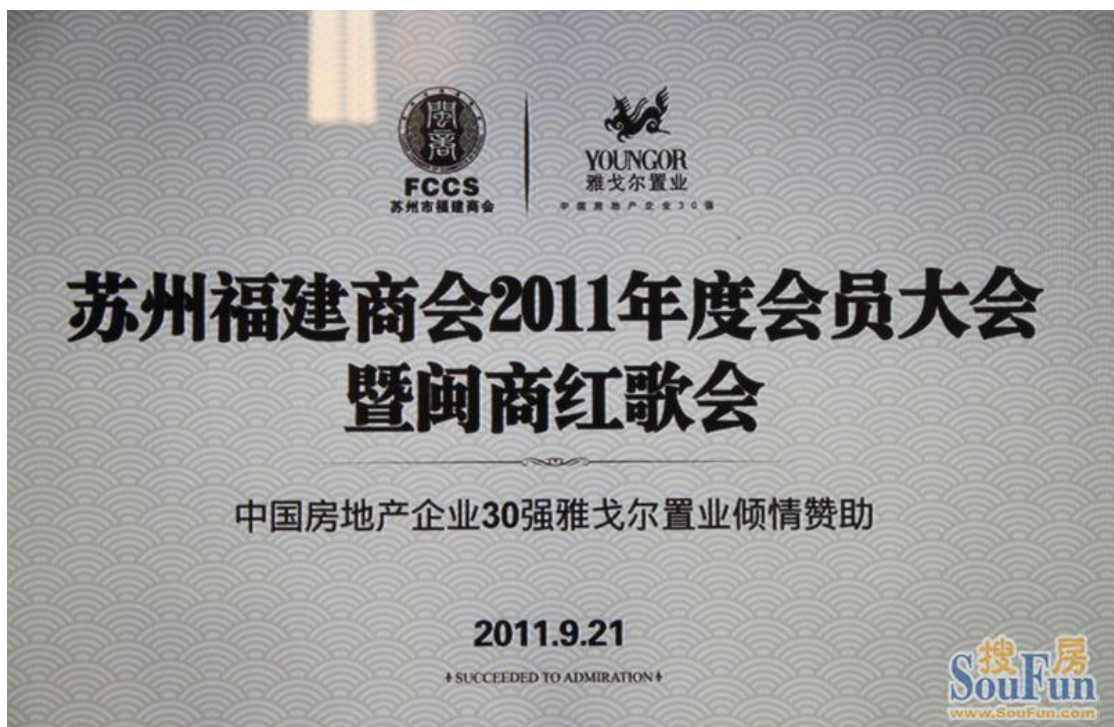 闽商
FCCS
苏州市福建商会
YOUNGOR
雅戈尔置业
中国房地产企业30强
苏州福建商会2011年度会员大会
暨闽商红歌会
中国房地产企业30强雅戈尔置业倾情赞助
2011.9.21
SUCCEEDED TO ADMIRATION
搜房
SouFun
www.SouFun.com